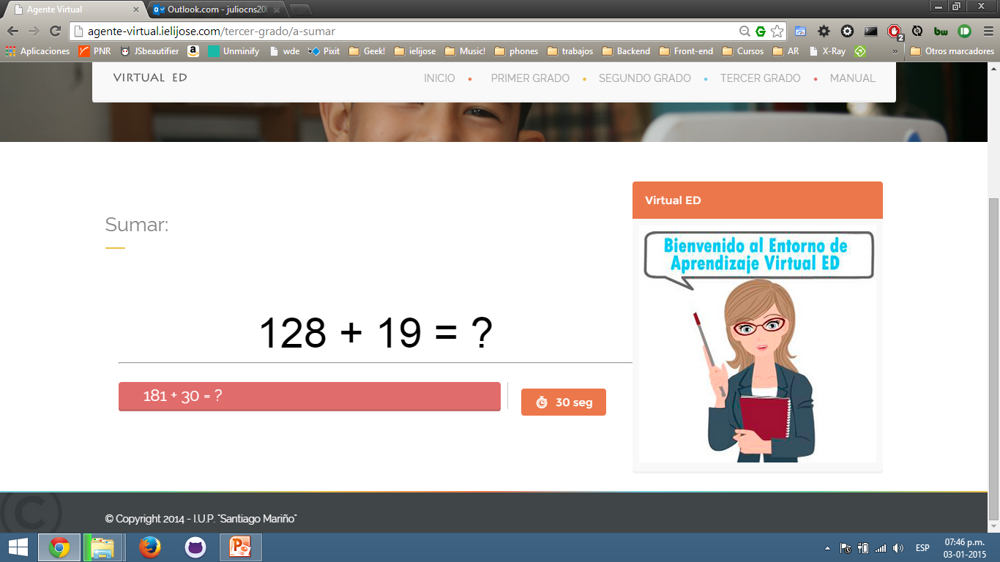 Agente Virtual
Outlook.com - juliocns200
agente-virtual.ielijose.com/tercer-grado/a-sumar
2
Aplicaciones PNR JSbeautifier Unminify wde Pixit Geek! ielijose Music! phones trabajos Backend Front-end Cursos AR X-Ray » Otros marcadores
VIRTUAL ED
INICIO • PRIMER GRADO • SEGUNDO GRADO • TERCER GRADO • MANUAL
Virtual ED
Sumar:
Bienvenido al Entorno de
Aprendizaje Virtual ED
128 + 19 = ?
181 + 30 = ?
30 seg
© Copyright 2014 - I.U.P. "Santiago Mariño"
ESP
07:46 p.m.
03-01-2015